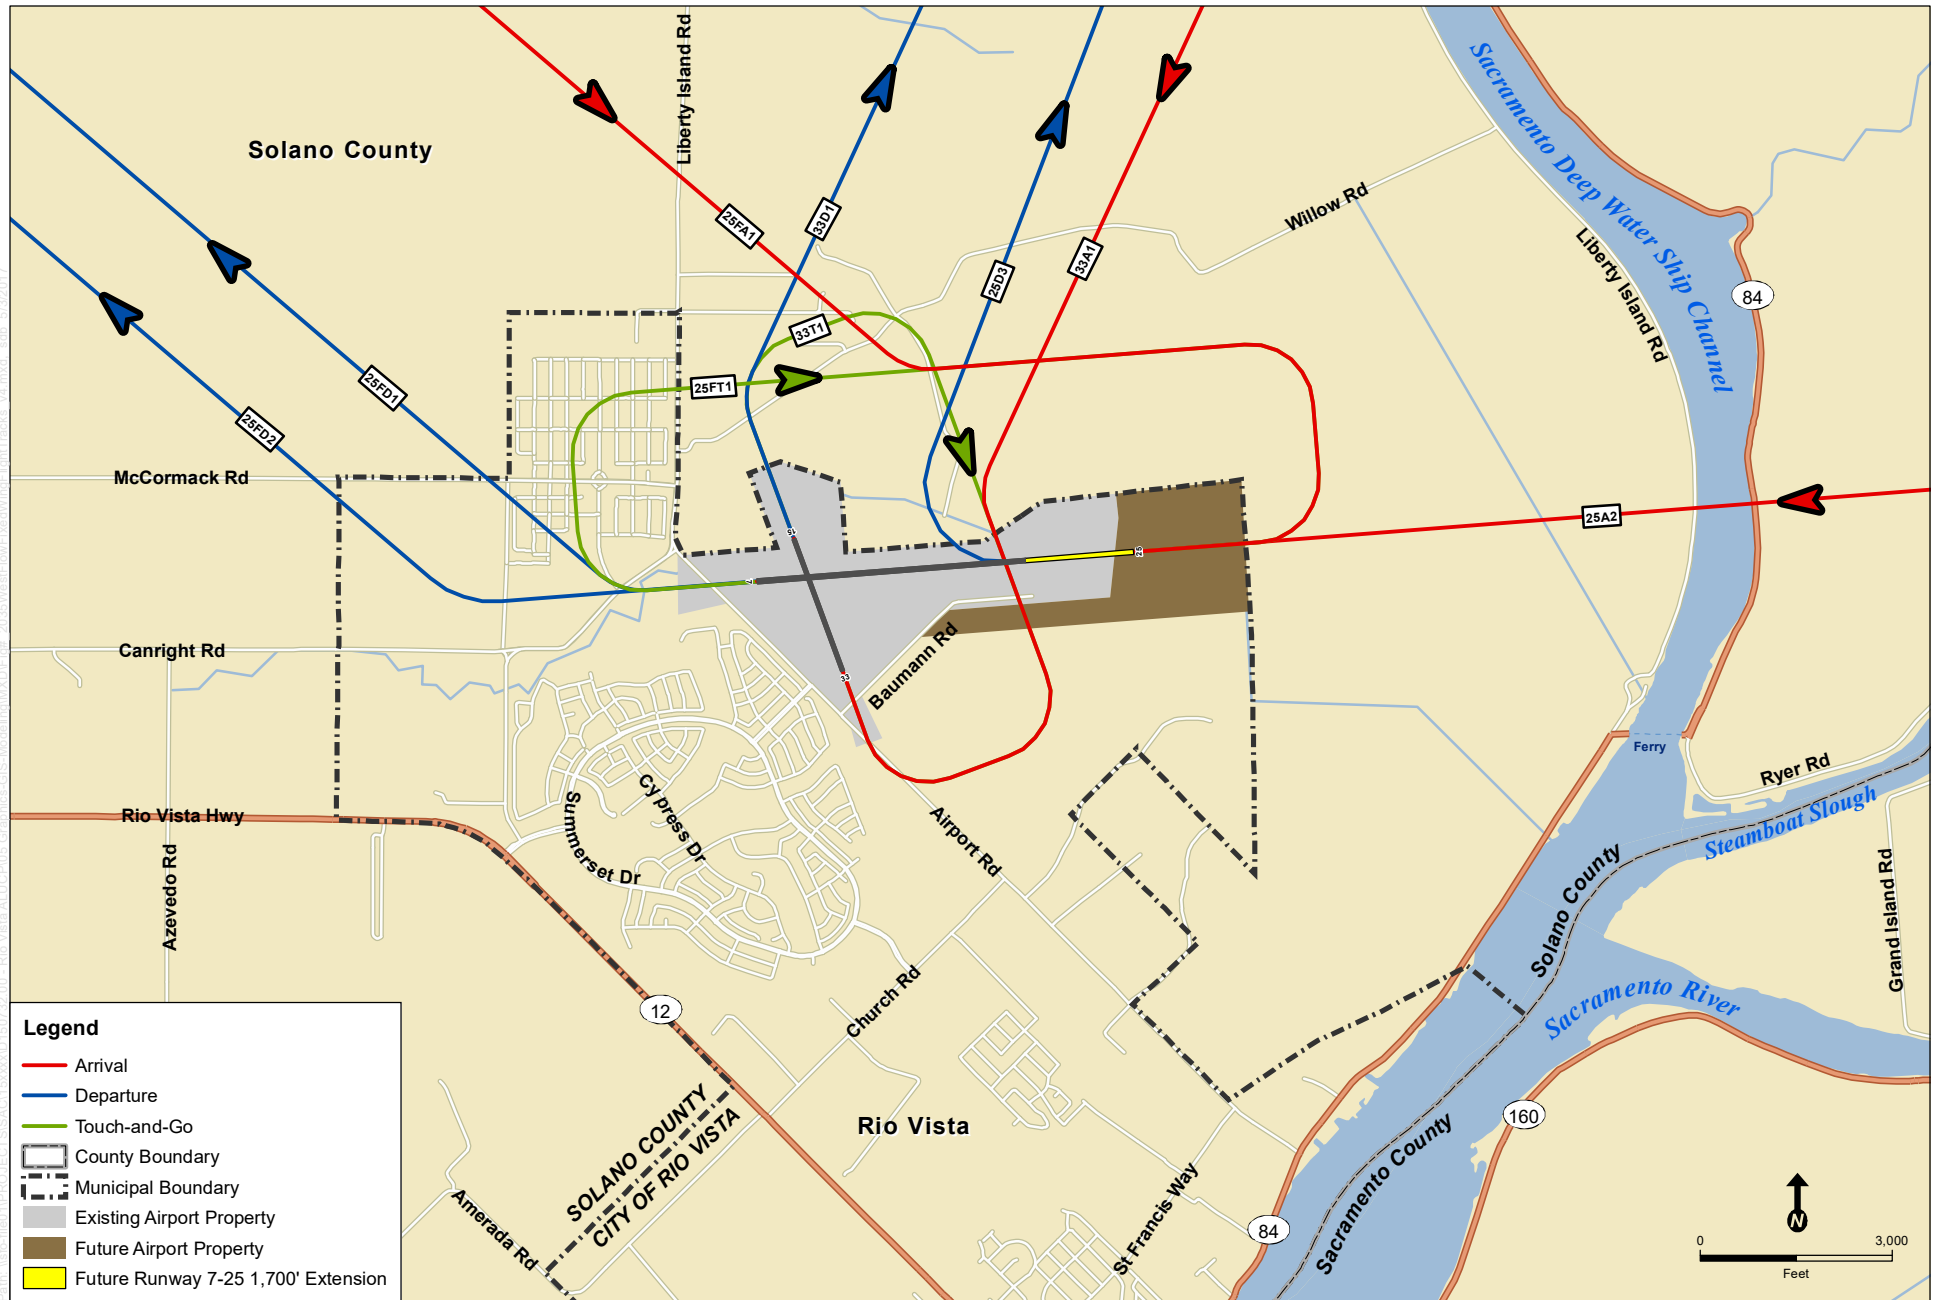 Solano County
Liberty Island Rd
25FA1
33D1
25D3
33A1
33T1
25FT1
25FD1
25FD2
25A2
Willow Rd
Liberty Island Rd
Sacramento Deep Water Ship Channel
84
McCormack Rd
15
7
25
33
Canright Rd
Baumann Rd
Rio Vista Hwy
Azevedo Rd
Summerset Dr
Cypress Dr
Airport Rd
Church Rd
Ferry
Ryer Rd
Steamboat Slough
Grand Island Rd
Solano County
Sacramento River
12
SOLANO COUNTY
CITY OF RIO VISTA
Rio Vista
Amerada Rd
St Francis Way
84
Sacramento County
160
N
0 3,000
Feet
Legend
Arrival
Departure
Touch-and-Go
County Boundary
Municipal Boundary
Existing Airport Property
Future Airport Property
Future Runway 7-25 1,700' Extension